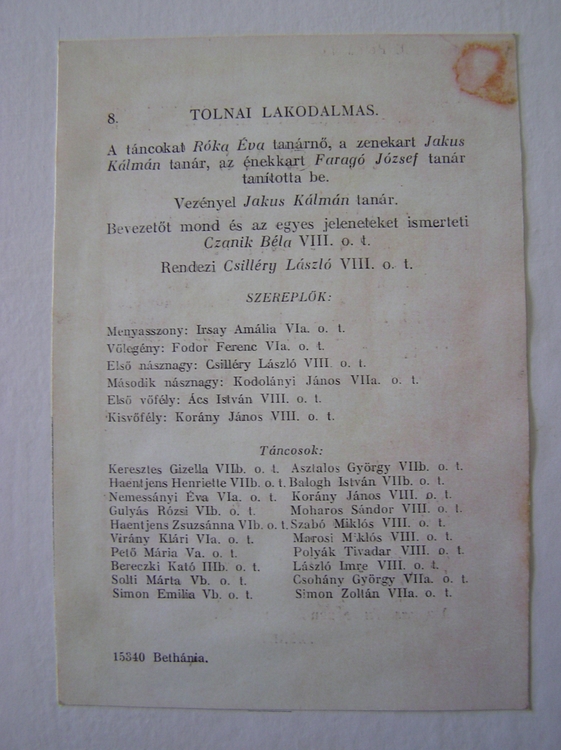 8. TOLNAI LAKODALMAS.
A táncokat Róka Éva tanárnő, a zenekart Jakus
Kálmán tanár, az énekkart Faragó József tanár
tanította be.
Vezényel Jakus Kálmán tanár.
Bevezetőt mond és az egyes jeleneteket ismerteti
Czanik Béla VIII. o. t.
Rendezi Csilléry László VIII. o. t.
SZEREPLŐK:
Menyasszony: Irsay Amália VIa. o. t.
Vőlegény: Fodor Ferenc VIa. o. t.
Első násznagy: Csilléry László VIII. o. t.
Második násznagy: Kodolányi János VIIa. o. t.
Első vőfély: Ács István VIII. o. t.
Kisvőfély: Korány János VIII. o. t.
Táncosok:
Keresztes Gizella VIIb. o. t. Asztalos György VIIb. o. t.
Haentjens Henriette VIIb. o. t. Balogh István VIIb. o. t.
Nemessányi Éva VIa. o. t. Korány János VIII. o. t.
Gulyás Rózsi VIb. o. t. Moharos Sándor VIII. o. t.
Haentjens Zsuzsánna VIb. o. t. Szabó Miklós VIII. o. t.
Virány Klári VIa. o. t. Marosi Miklós VIII. o. t.
Pető Mária Va. o. t. Polyák Tivadar VIII. o. t.
Bereczki Kató IIIb. o. t. László Imre VIII. o. t.
Solti Márta Vb. o. t. Csohány György VIIa. o. t.
Simon Emilia Vb. o. t. Simon Zoltán VIIa. o. t.
15340 Bethánia.